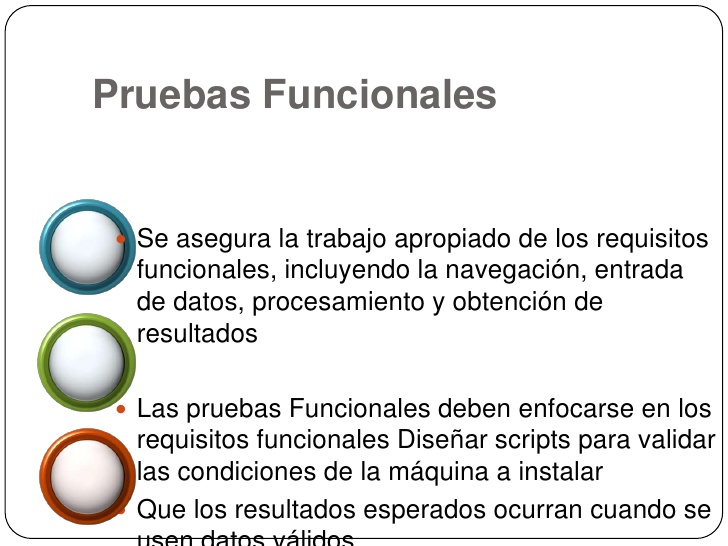 Pruebas Funcionales
• Se asegura la trabajo apropiado de los requisitos
funcionales, incluyendo la navegación, entrada
de datos, procesamiento y obtención de
resultados
• Las pruebas Funcionales deben enfocarse en los
requisitos funcionales Diseñar scripts para validar
las condiciones de la máquina a instalar
• Que los resultados esperados ocurran cuando se
usen datos válidos